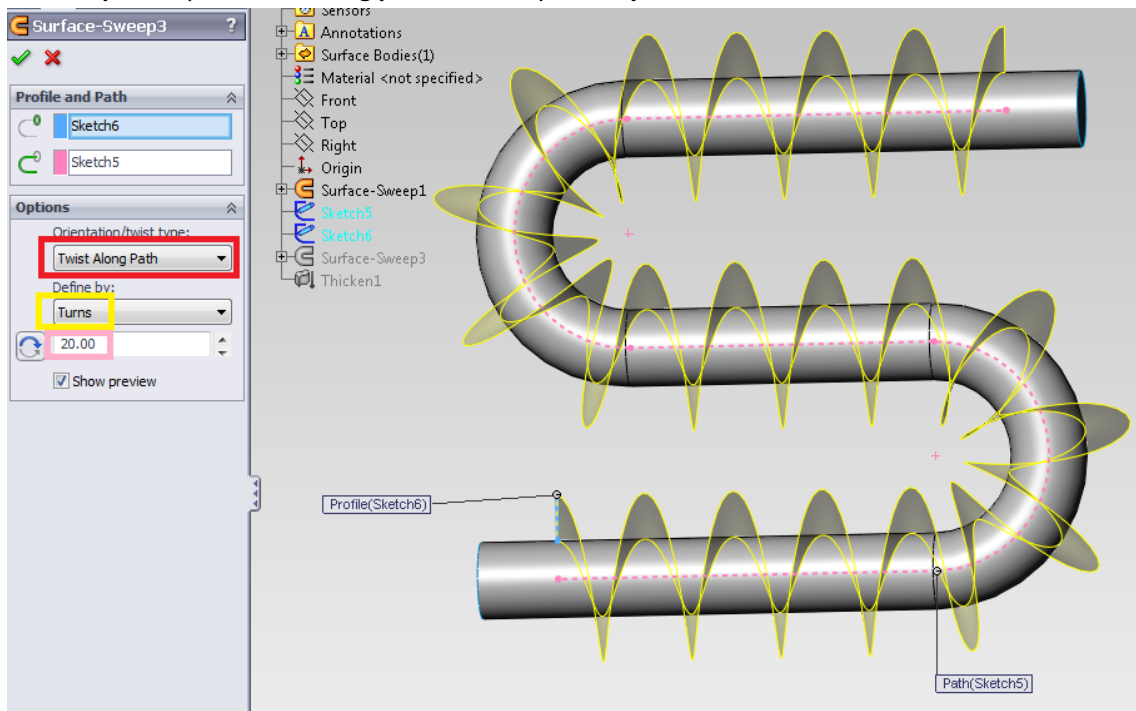 Surface-Sweep3 ?
Profile and Path
Sketch6
Sketch5
Options
Orientation/twist type:
Twist Along Path
Define by:
Turns
20.00
Show preview
Sensors
Annotations
Surface Bodies(1)
Material <not specified>
Front
Top
Right
Origin
Surface-Sweep1
Sketch5
Sketch6
Surface-Sweep3
Thicken1
Profile(Sketch6)
Path(Sketch5)